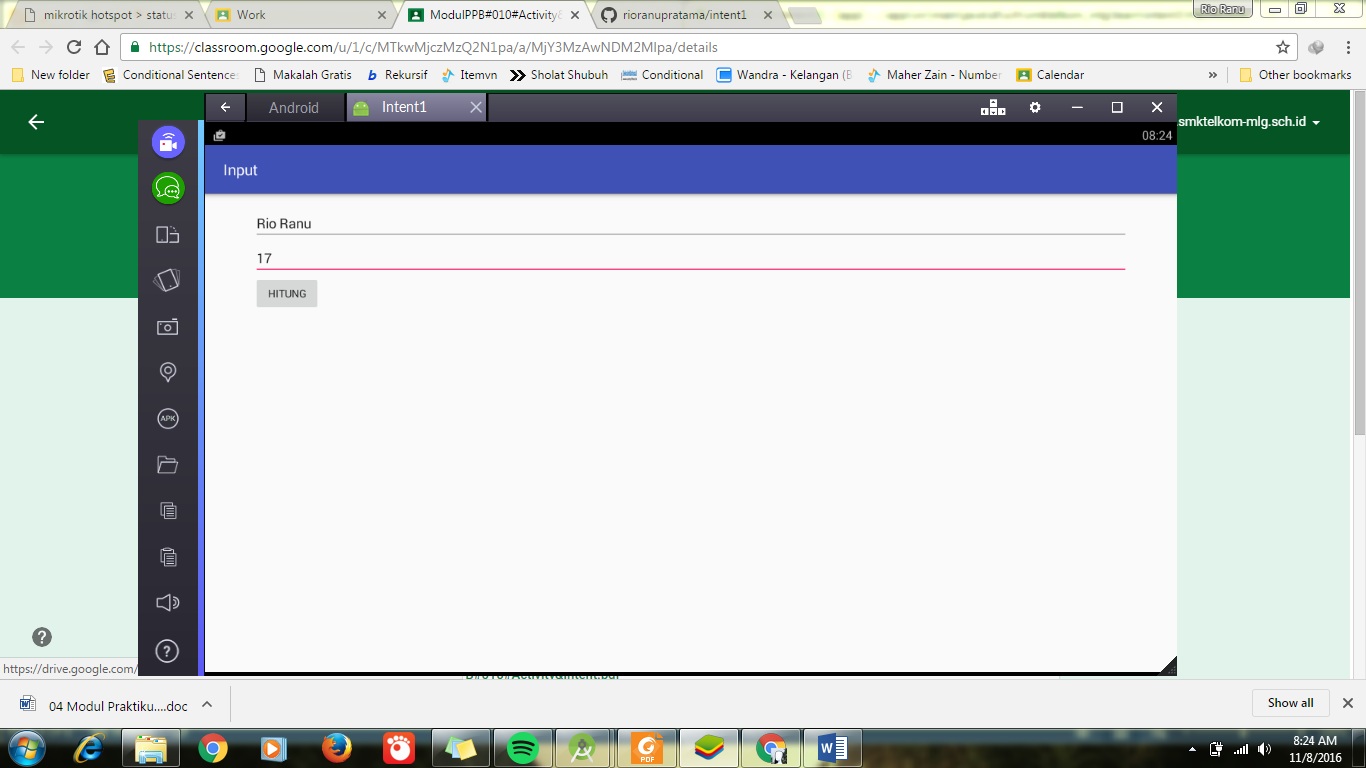 mikrotik hotspot > status
Work
ModulPPB#010#Activity&
rioranupratama/intent1
Rio Ranu
https://classroom.google.com/u/1/c/MTkwMjczMzQ2N1pa/a/MjY3MzAwNDM2Mlpa/details
New folder
Conditional Sentence
Makalah Gratis
Rekursif
Itemvn
Sholat Shubuh
Conditional
Wandra - Kelangan (B
Maher Zain - Number
Calendar
»
Other bookmarks
Android
Intent1
smktelkom-mlg.sch.id
08:24
Input
Rio Ranu
17
HITUNG
APK
https://drive.google.com/
04 Modul Praktiku....doc
Show all
PDF
8:24 AM
11/8/2016